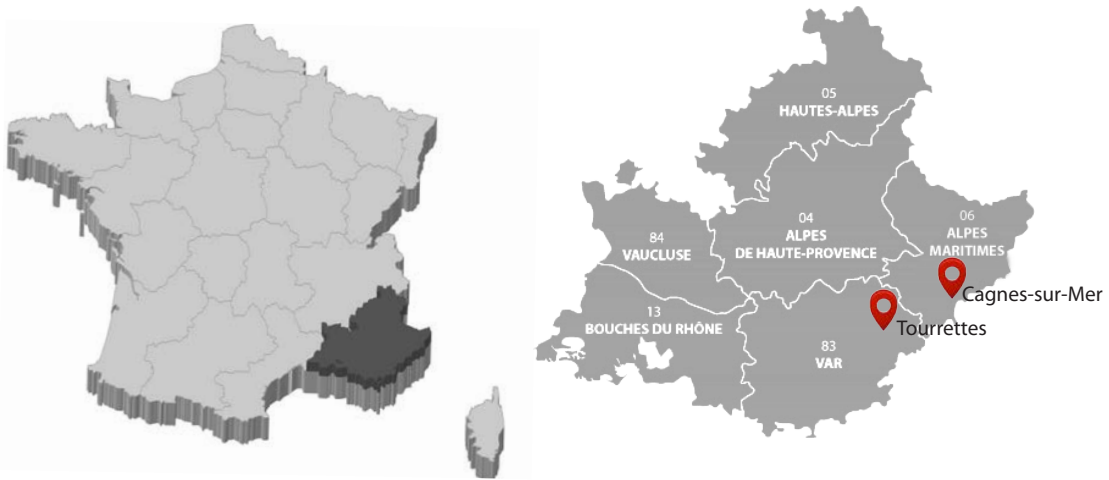 05
HAUTES-ALPES
04
ALPES
DE HAUTE-PROVENCE
06
ALPES
MARITIMES
84
VAUCLUSE
13
BOUCHES DU RHÔNE
83
VAR
Cagnes-sur-Mer
Tourrettes